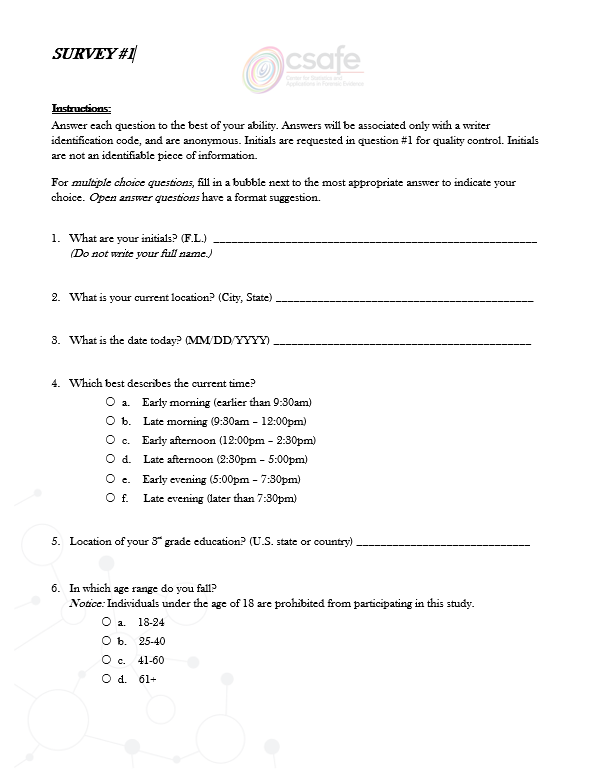 SURVEY #1
csafe
Center for Statistics and
Applications in Forensic Evidence
Instructions:
Answer each question to the best of your ability. Answers will be associated only with a writer
identification code, and are anonymous. Initials are requested in question #1 for quality control. Initials
are not an identifiable piece of information.
For multiple choice questions, fill in a bubble next to the most appropriate answer to indicate your
choice. Open answer questions have a format suggestion.
1. What are your initials? (F.L.) ______________________________________________________
(Do not write your full name.)
2. What is your current location? (City, State) ___________________________________________
3. What is the date today? (MM/DD/YYYY) ___________________________________________
4. Which best describes the current time?
a. Early morning (earlier than 9:30am)
b. Late morning (9:30am – 12:00pm)
c. Early afternoon (12:00pm – 2:30pm)
d. Late afternoon (2:30pm – 5:00pm)
e. Early evening (5:00pm – 7:30pm)
f. Late evening (later than 7:30pm)
5. Location of your 3rd grade education? (U.S. state or country) _____________________________
6. In which age range do you fall?
Notice: Individuals under the age of 18 are prohibited from participating in this study.
a. 18-24
b. 25-40
c. 41-60
d. 61+